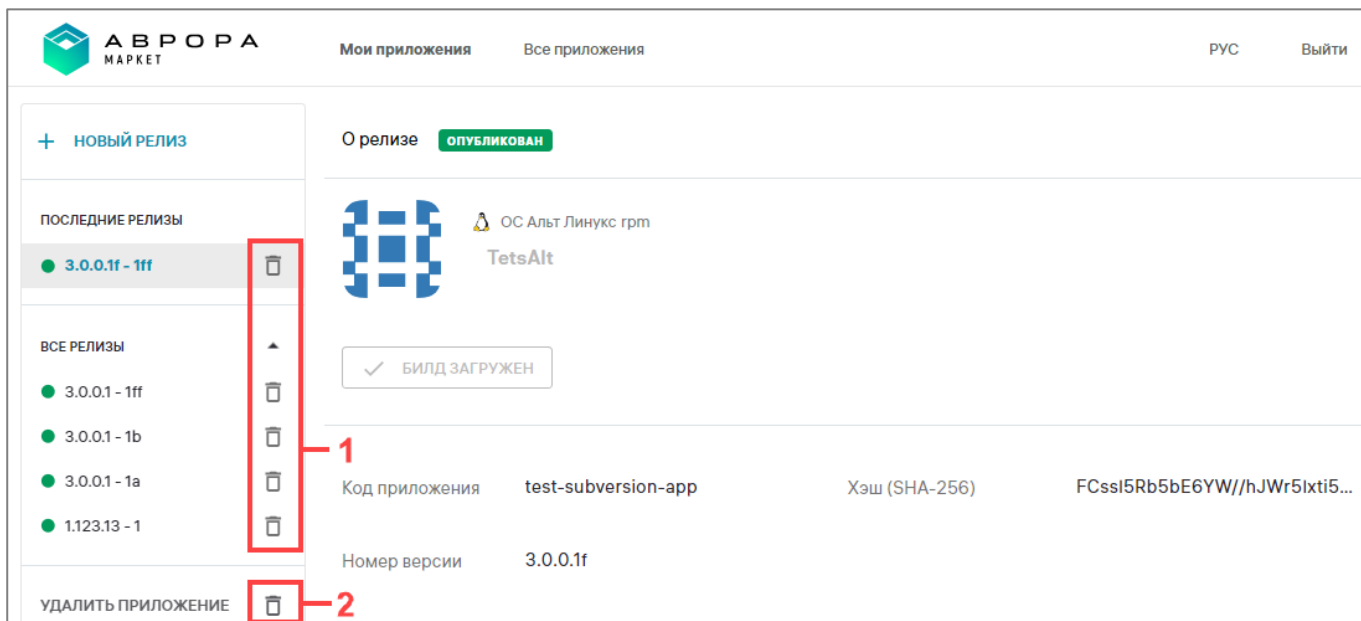 АВРОРА
МАРКЕТ
Мои приложения
Все приложения
РУС
Выйти
+ НОВЫЙ РЕЛИЗ
ПОСЛЕДНИЕ РЕЛИЗЫ
3.0.0.1f - 1ff
ВСЕ РЕЛИЗЫ
3.0.0.1 - 1ff
3.0.0.1 - 1b
3.0.0.1 - 1a
1.123.13 - 1
УДАЛИТЬ ПРИЛОЖЕНИЕ
1
2
О релизе ОПУБЛИКОВАН
ОС Альт Линукс rpm
TetsAlt
БИЛД ЗАГРУЖЕН
Код приложения test-subversion-app Хэш (SHA-256) FCssI5Rb5bE6YW//hJWr5Ixti5...
Номер версии 3.0.0.1f